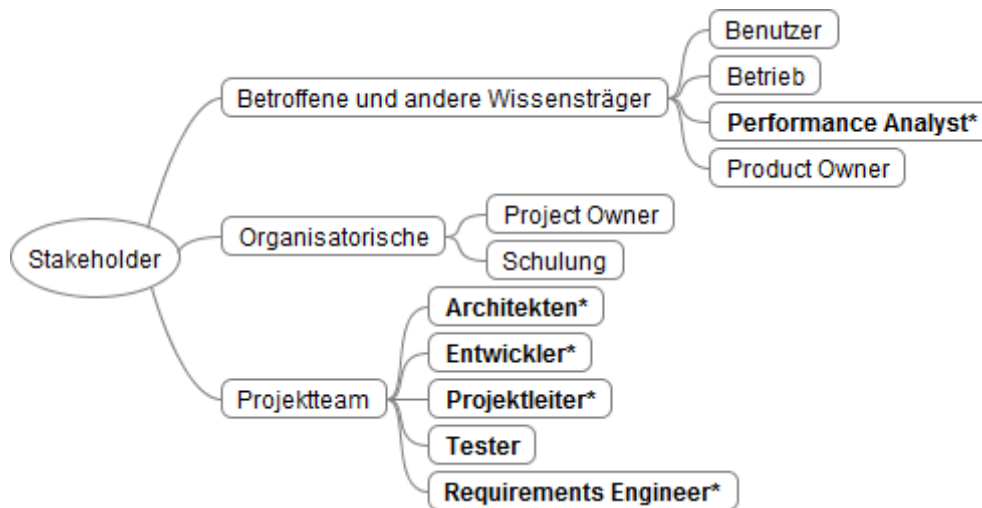 Stakeholder
Betroffene und andere Wissensträger
Benutzer
Betrieb
Performance Analyst*
Product Owner
Organisatorische
Project Owner
Schulung
Projektteam
Architekten*
Entwickler*
Projektleiter*
Tester
Requirements Engineer*